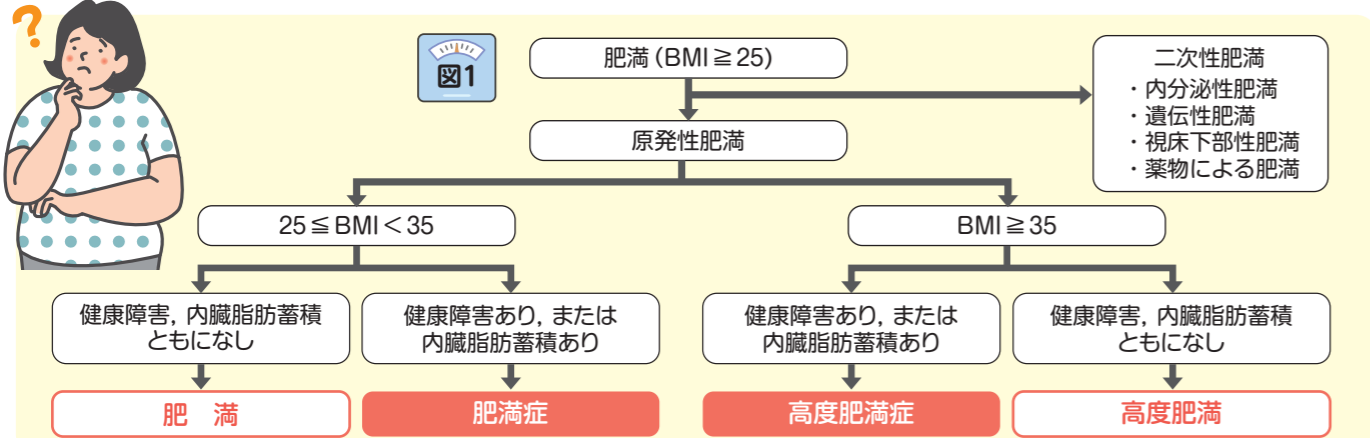 ?
図1
肥満(BMI≧25)
二次性肥満
・内分泌性肥満
・遺伝性肥満
・視床下部性肥満
・薬物による肥満
原発性肥満
25≦BMI<35
BMI≧35
健康障害, 内臓脂肪蓄積
ともになし
健康障害あり, または
内臓脂肪蓄積あり
健康障害あり, または
内臓脂肪蓄積あり
健康障害, 内臓脂肪蓄積
ともになし
肥 満
肥満症
高度肥満症
高度肥満